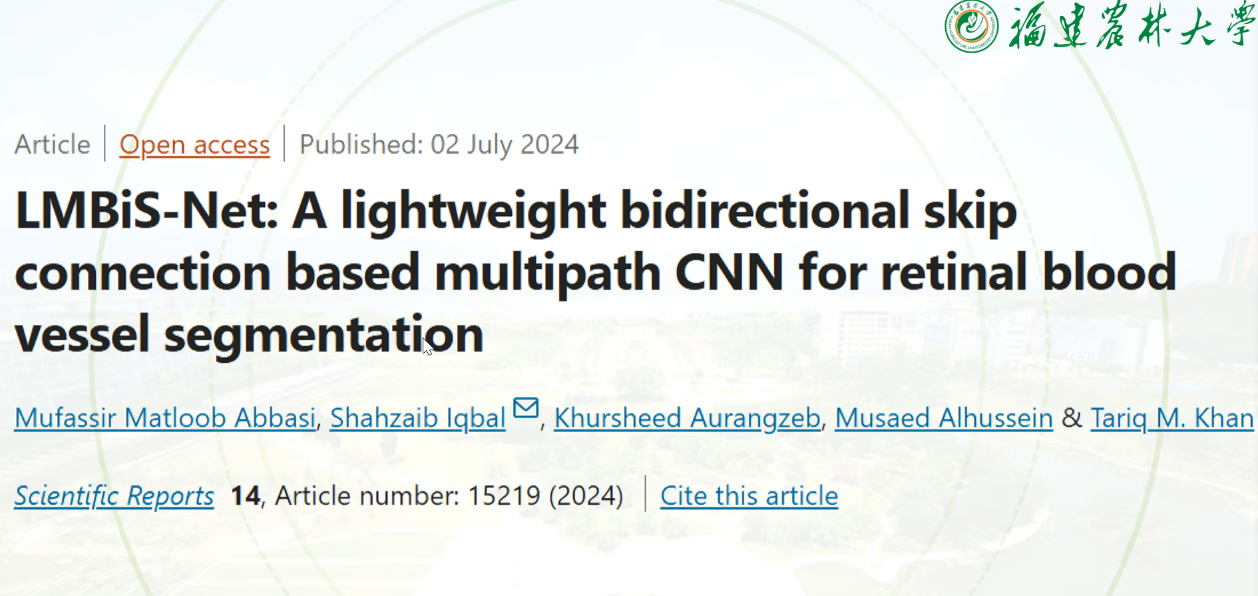 福建农林大学
Article | Open access | Published: 02 July 2024
LMBiS-Net: A lightweight bidirectional skip
connection based multipath CNN for retinal blood
vessel segmentation
Mufassir Matloob Abbasi, Shahzaib Iqbal, Khursheed Aurangzeb, Musaed Alhussein & Tariq M. Khan
Scientific Reports 14, Article number: 15219 (2024) | Cite this article